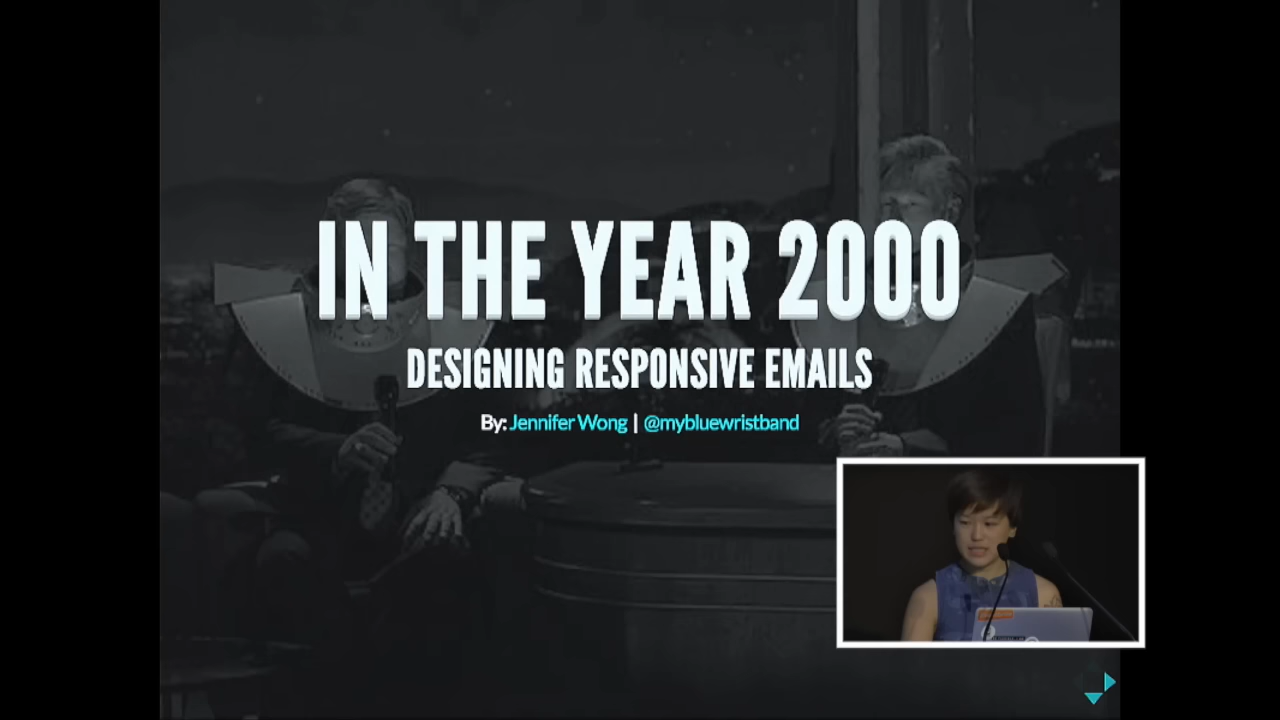 IN THE YEAR 2000
DESIGNING RESPONSIVE EMAILS
By: Jennifer Wong | @mybluewristband